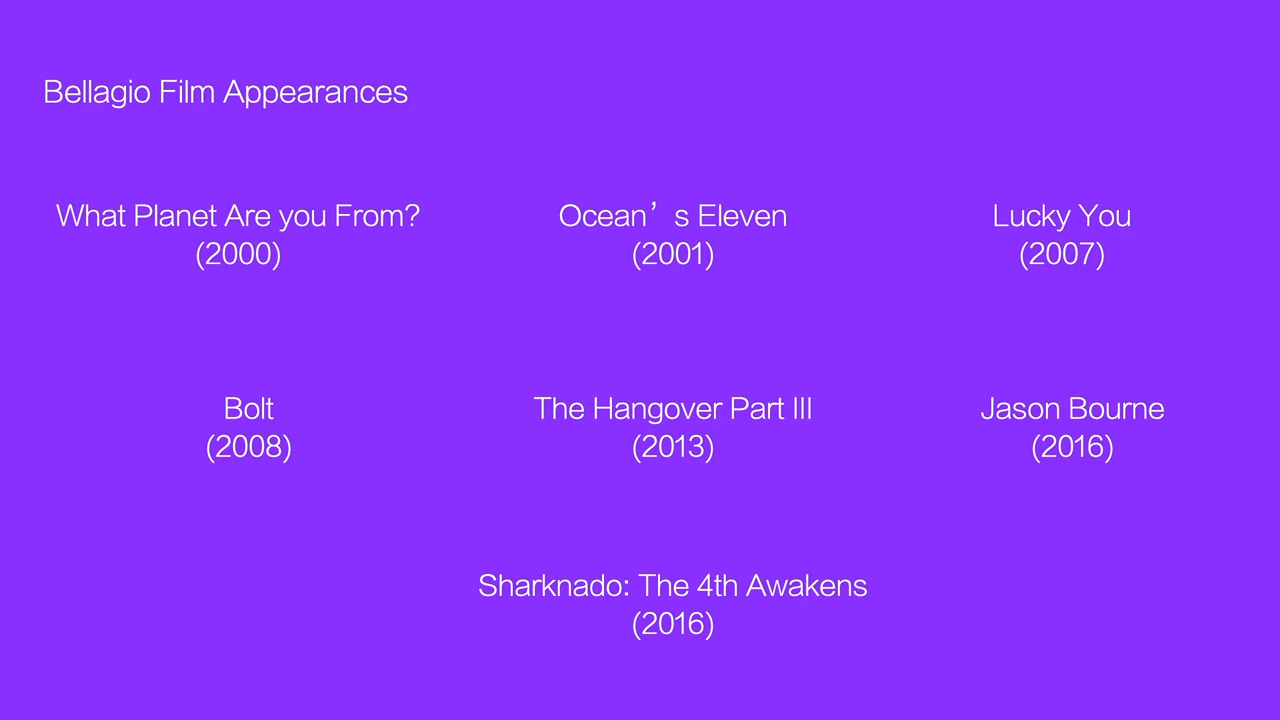 Bellagio Film Appearances
What Planet Are you From?
(2000)
Ocean’s Eleven
(2001)
Lucky You
(2007)
Bolt
(2008)
The Hangover Part III
(2013)
Jason Bourne
(2016)
Sharknado: The 4th Awakens
(2016)